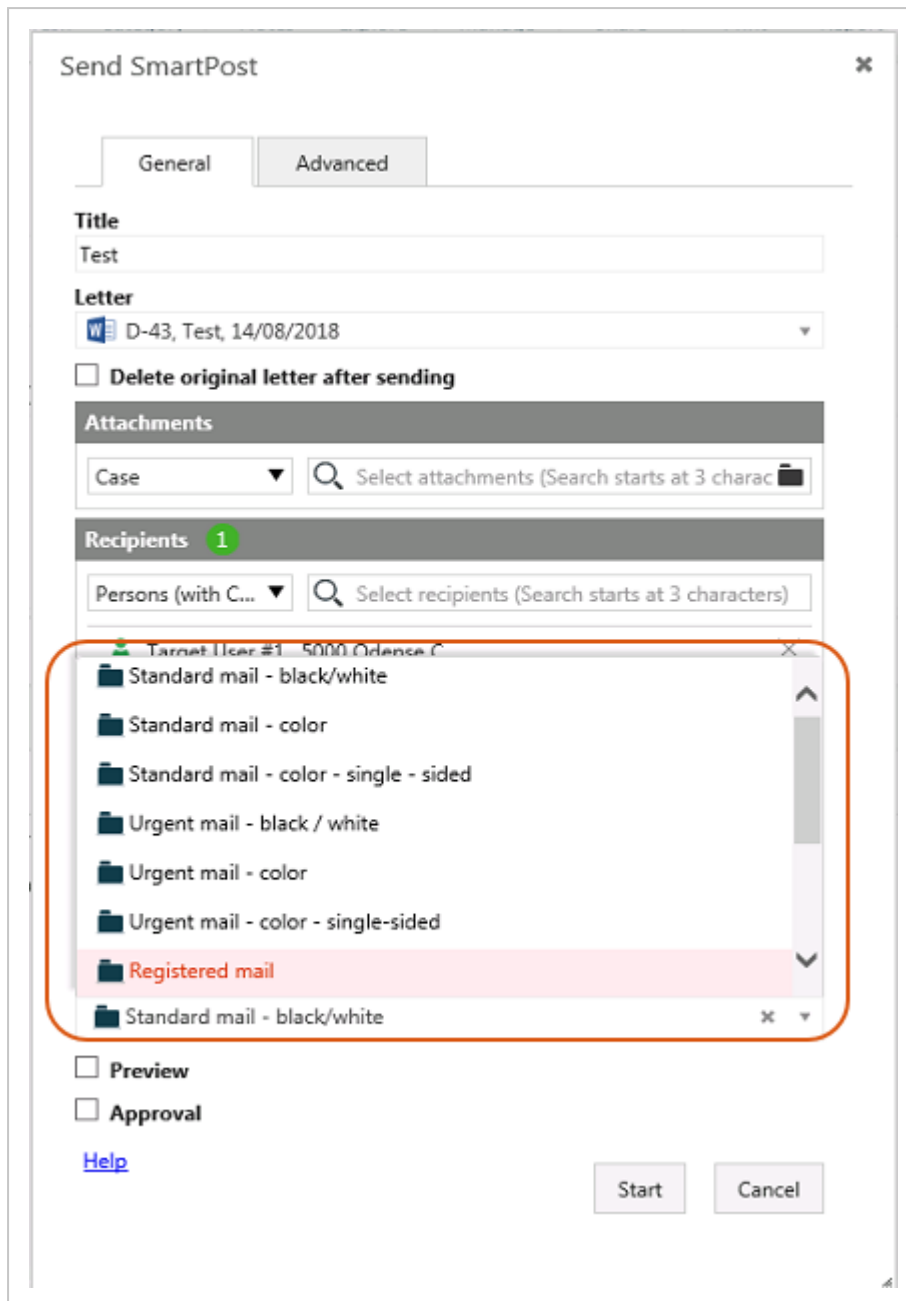 Send SmartPost
General Advanced
Title
Test
Letter
D-43, Test, 14/08/2018
Delete original letter after sending
Attachments
Case Select attachments (Search starts at 3 charac
Recipients 1
Persons (with C... Select recipients (Search starts at 3 characters)
Target User #1, 5000 Odense C
Standard mail - black/white
Standard mail - color
Standard mail - color - single - sided
Urgent mail - black / white
Urgent mail - color
Urgent mail - color - single-sided
Registered mail
Standard mail - black/white
Preview
Approval
Help
Start Cancel